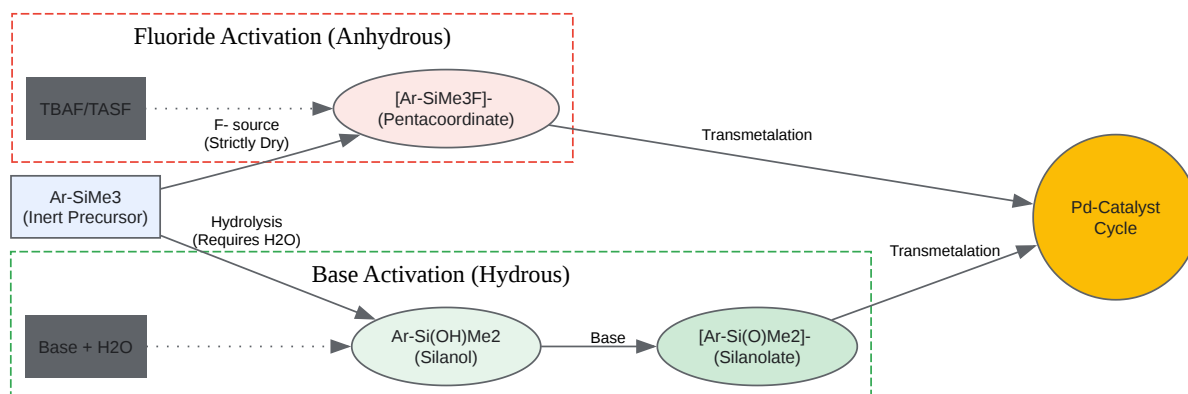 Fluoride Activation (Anhydrous)
TBAF/TASF
[Ar-SiMe3F]-
(Pentacoordinate)
F- source
(Strictly Dry)
Transmetalation
Ar-SiMe3
(Inert Precursor)
Pd-Catalyst
Cycle
Hydrolysis
(Requires H2O)
Transmetalation
Base Activation (Hydrous)
Base + H2O
Ar-Si(OH)Me2
(Silanol)
Base
[Ar-Si(O)Me2]-
(Silanolate)